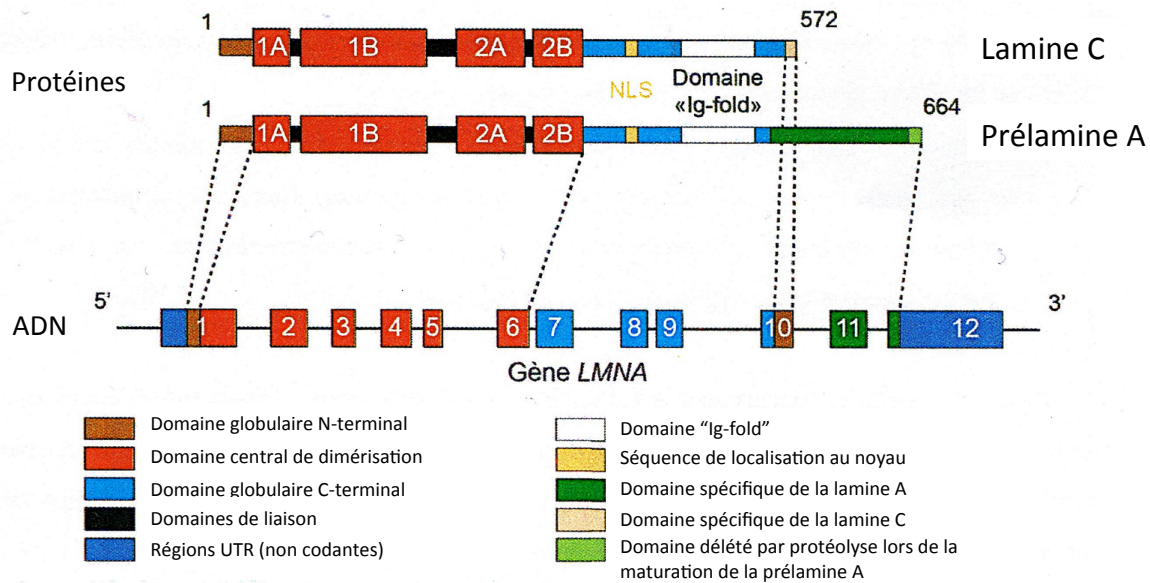 1
572
1A
1B
2A
2B
Lamine C
Protéines
NLS
Domaine
«Ig-fold»
1
664
1A
1B
2A
2B
Prélamine A
5’
3’
ADN
1
2
3
4
5
6
7
8
9
10
11
12
Gène LMNA
Domaine globulaire N-terminal
Domaine central de dimérisation
Domaine globulaire C-terminal
Domaines de liaison
Régions UTR (non codantes)
Domaine “Ig-fold”
Séquence de localisation au noyau
Domaine spécifique de la lamine A
Domaine spécifique de la lamine C
Domaine délété par protéolyse lors de la
maturation de la prélamine A